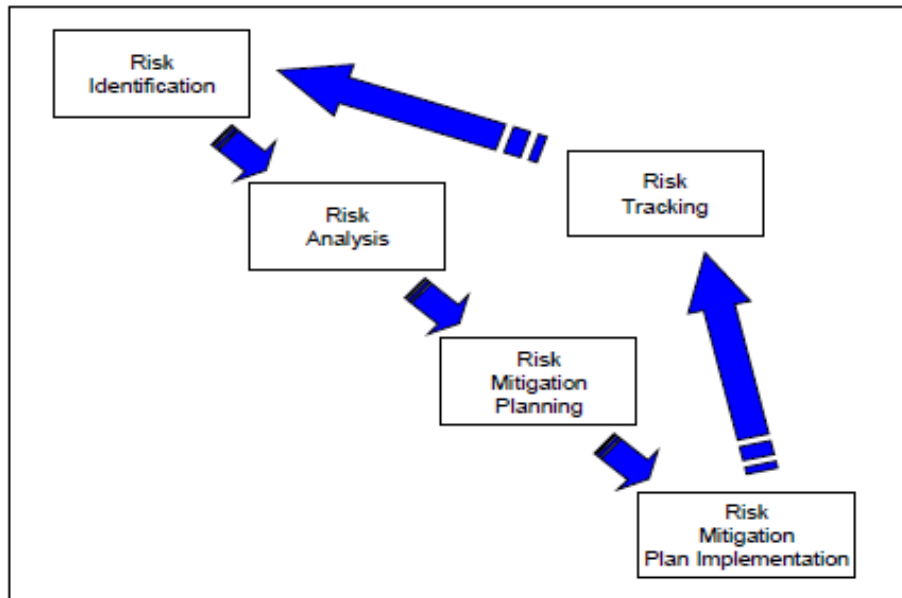 Risk
Identification
Risk
Analysis
Risk
Mitigation
Planning
Risk
Mitigation
Plan Implementation
Risk
Tracking